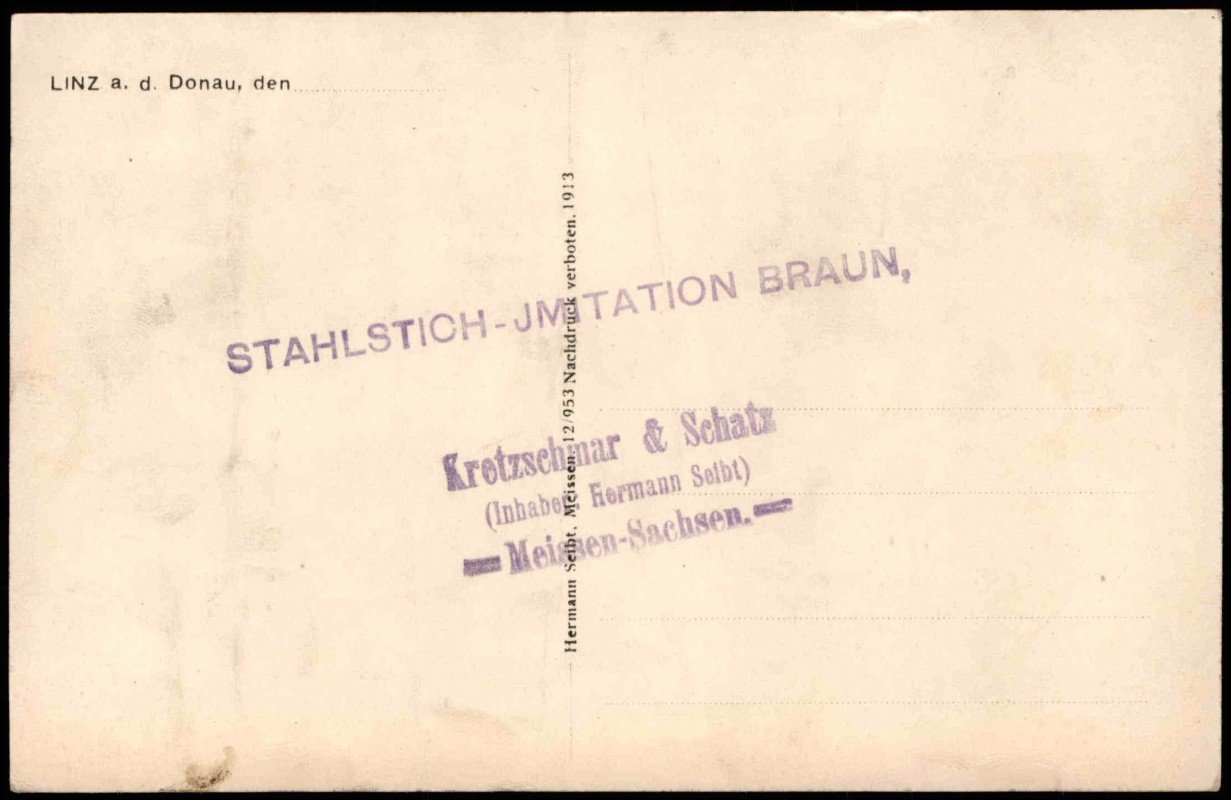 LINZ a. d. Donau, den
Hermann Seibt, Meissen. 12/953 Nachdruck verboten. 1913
STAHLSTICH-JMITATION BRAUN,
Kretzschmar & Schatz
(Inhaber: Hermann Seibt)
Meissen-Sachsen.